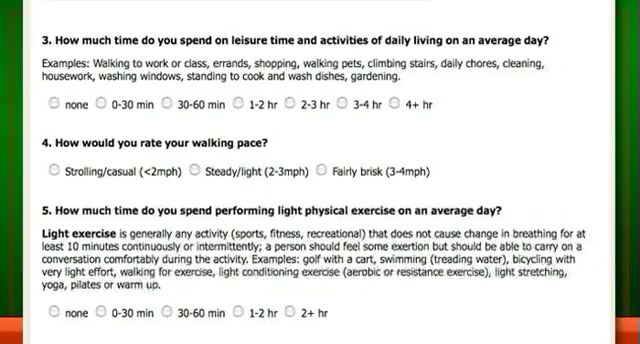 3. How much time do you spend on leisure time and activities of daily living on an average day?
Examples: Walking to work or class, errands, shopping, walking pets, climbing stairs, daily chores, cleaning,
housework, washing windows, standing to cook and wash dishes, gardening.
none 0-30 min 30-60 min 1-2 hr 2-3 hr 3-4 hr 4+ hr
4. How would you rate your walking pace?
Strolling/casual (<2mph) Steady/light (2-3mph) Fairly brisk (3-4mph)
5. How much time do you spend performing light physical exercise on an average day?
Light exercise is generally any activity (sports, fitness, recreational) that does not cause change in breathing for at
least 10 minutes continuously or intermittently; a person should feel some exertion but should be able to carry on a
conversation comfortably during the activity. Examples: golf with a cart, swimming (treading water), bicycling with
very light effort, walking for exercise, light conditioning exercise (aerobic or resistance exercise), light stretching,
yoga, pilates or warm up.
none 0-30 min 30-60 min 1-2 hr 2+ hr